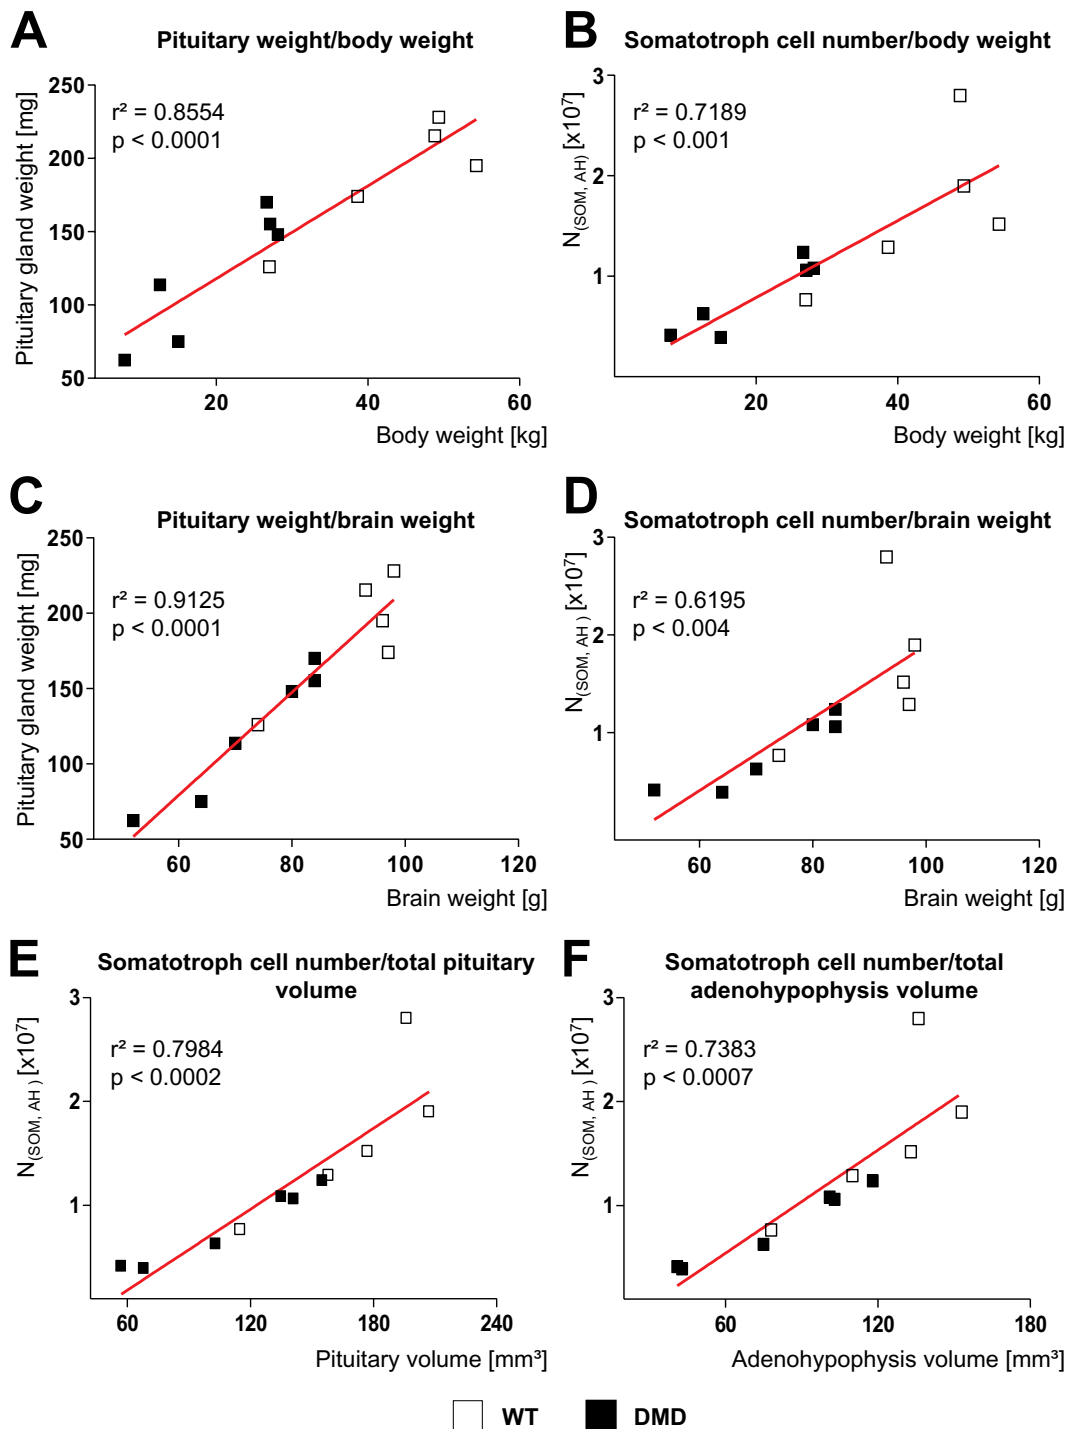 A
Pituitary weight/body weight
Pituitary gland weight [mg]
250
200
150
100
50
r² = 0.8554
p < 0.0001
20
40
60
Body weight [kg]
B
Somatotroph cell number/body weight
N(SOM, AH) [x10⁷]
3
2
1
r² = 0.7189
p < 0.001
20
40
60
Body weight [kg]
C
Pituitary weight/brain weight
Pituitary gland weight [mg]
250
200
150
100
50
r² = 0.9125
p < 0.0001
60
80
100
120
Brain weight [g]
D
Somatotroph cell number/brain weight
N(SOM, AH ) [x10⁷]
3
2
1
r² = 0.6195
p < 0.004
60
80
100
120
Brain weight [g]
E
Somatotroph cell number/total pituitary
volume
N(SOM, AH ) [x10⁷]
3
2
1
r² = 0.7984
p < 0.0002
60
120
180
240
Pituitary volume [mm³]
F
Somatotroph cell number/total
adenohypophysis volume
N(SOM, AH ) [x10⁷]
3
2
1
r² = 0.7383
p < 0.0007
60
120
180
Adenohypophysis volume [mm³]
WT
DMD